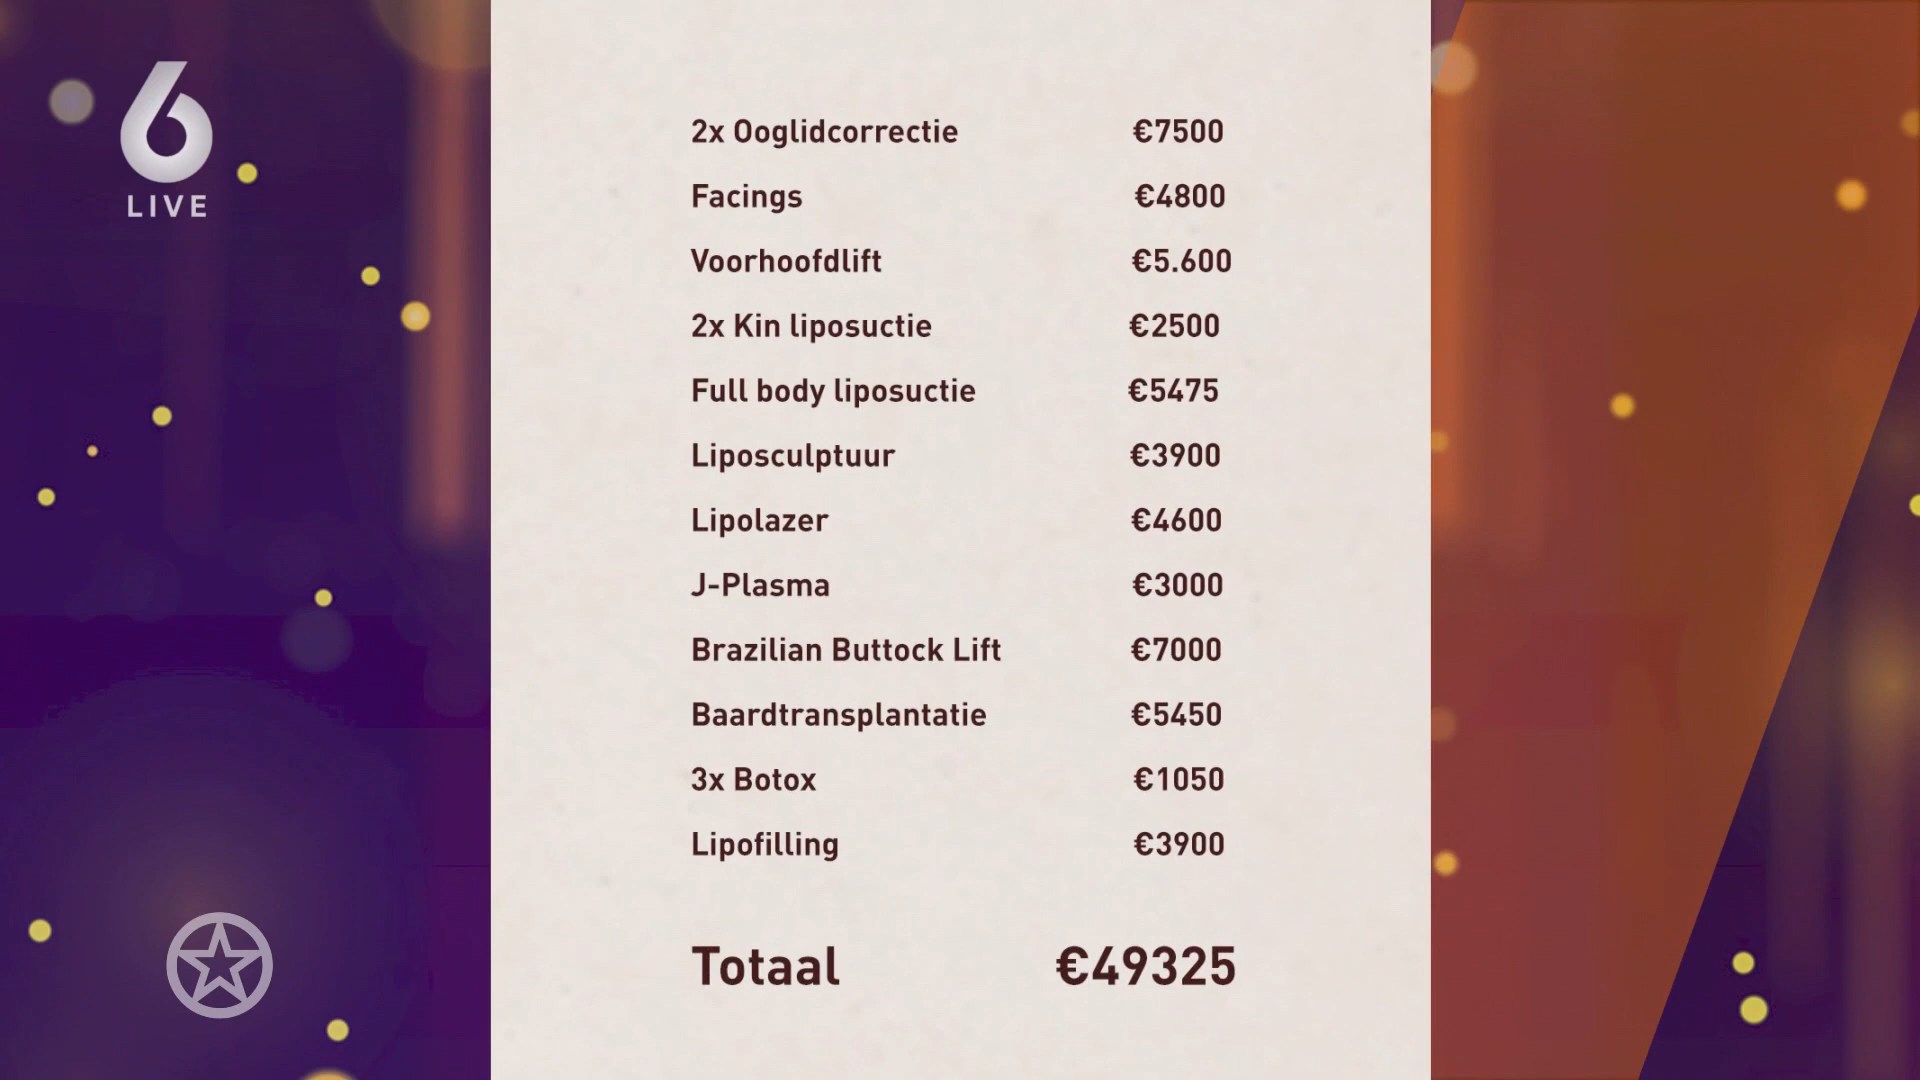 6
LIVE
2x Ooglidcorrectie €7500
Facings €4800
Voorhoofdlift €5.600
2x Kin liposuctie €2500
Full body liposuctie €5475
Liposculptuur €3900
Lipolazer €4600
J-Plasma €3000
Brazilian Buttock Lift €7000
Baardtransplantatie €5450
3x Botox €1050
Lipofilling €3900
Totaal €49325